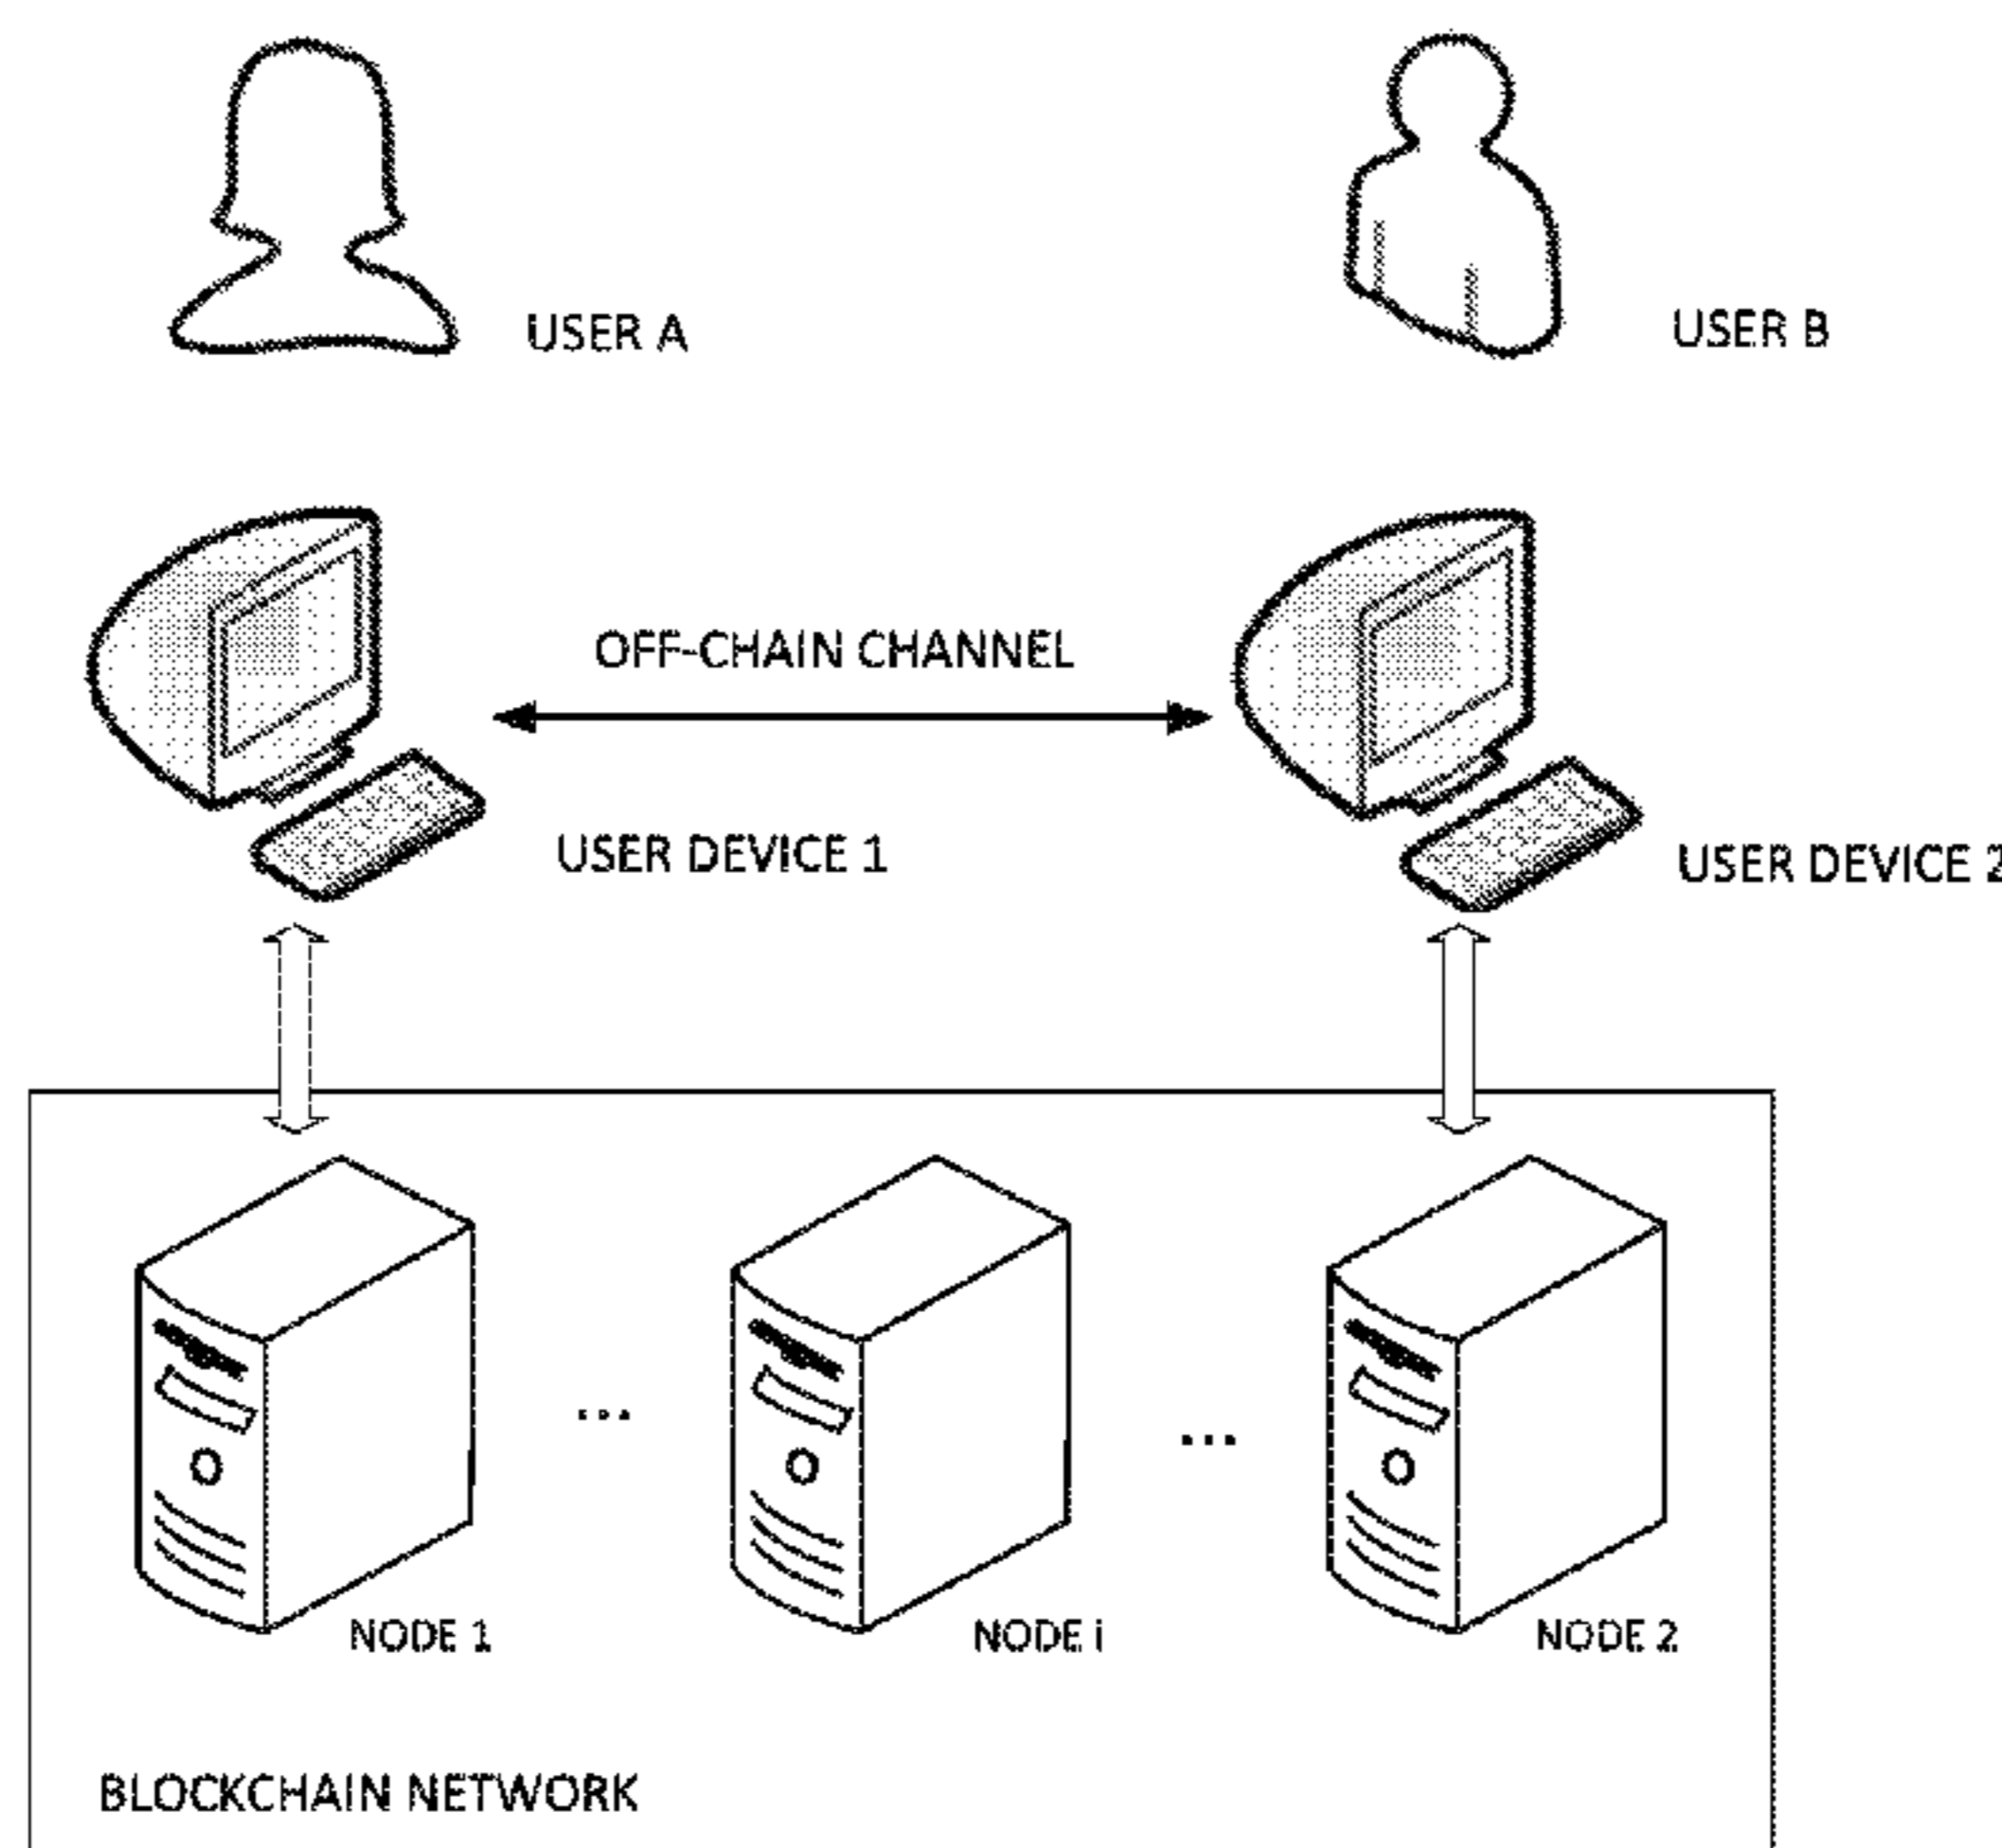 USER A
USER B
OFF-CHAIN CHANNEL
USER DEVICE 1
USER DEVICE 2
...
...
NODE 1
NODE i
NODE 2
BLOCKCHAIN NETWORK